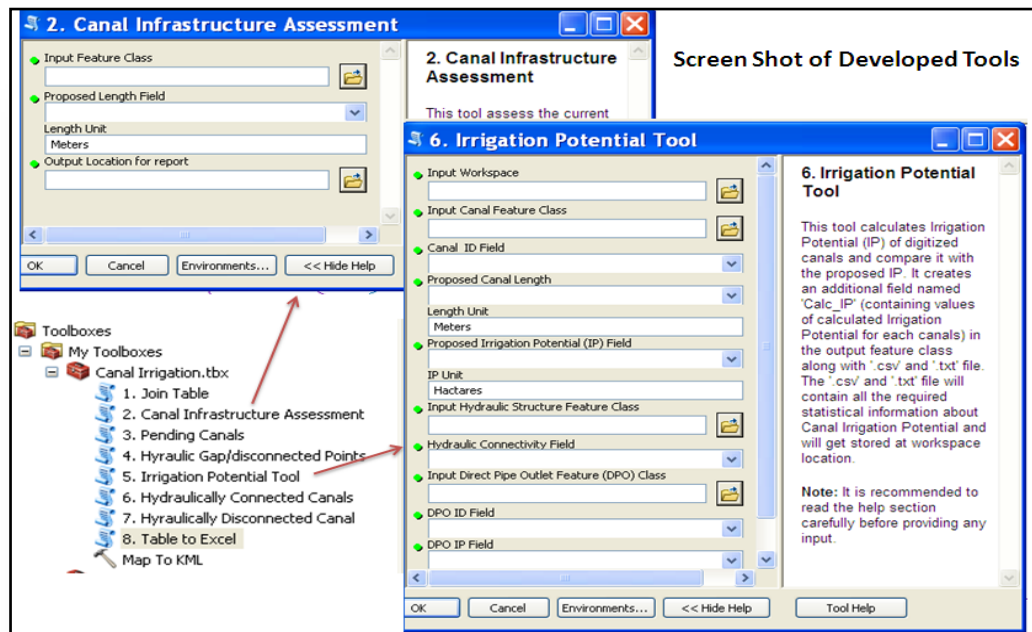 2. Canal Infrastructure Assessment
Input Feature Class
Proposed Length Field
Length Unit
Meters
Output Location for report
OK
Cancel
Environments...
<< Hide Help
2. Canal Infrastructure
Assessment
This tool assess the current
Screen Shot of Developed Tools
Toolboxes
My Toolboxes
Canal Irrigation.tbx
1. Join Table
2. Canal Infrastructure Assessment
3. Pending Canals
4. Hyraulic Gap/disconnected Points
5. Irrigation Potential Tool
6. Hydraulically Connected Canals
7. Hyraulically Disconnected Canal
8. Table to Excel
Map To KML
6. Irrigation Potential Tool
Input Workspace
Input Canal Feature Class
Canal ID Field
Proposed Canal Length
Length Unit
Meters
Proposed Irrigation Potential (IP) Field
IP Unit
Hactares
Input Hydraulic Structure Feature Class
Hydraulic Connectivity Field
Input Direct Pipe Outlet Feature (DPO) Class
DPO ID Field
DPO IP Field
OK
Cancel
Environments...
<< Hide Help
Tool Help
6. Irrigation Potential
Tool
This tool calculates Irrigation
Potential (IP) of digitized
canals and compare it with
the proposed IP. It creates
an additional field named
'Calc_IP' (containing values
of calculated Irrigation
Potential for each canals) in
the output feature class
along with '.csv' and '.txt' file.
The '.csv' and '.txt' file will
contain all the required
statistical information about
Canal Irrigation Potential and
will get stored at workspace
location.
Note: It is recommended to
read the help section
carefully before providing any
input.